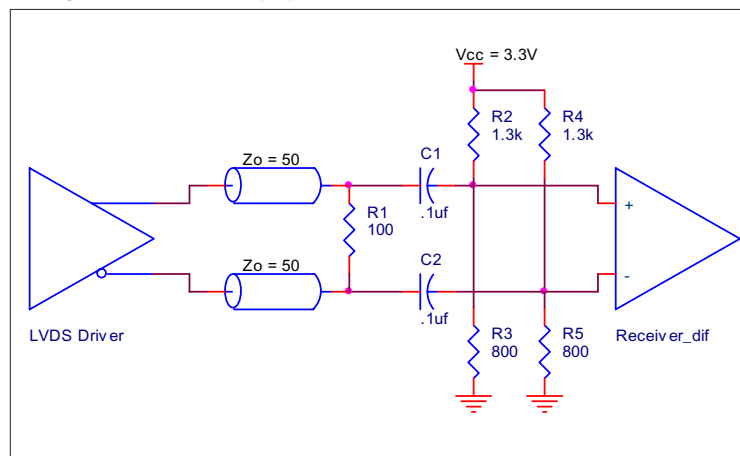 Vcc = 3.3V
R2
1.3k
R4
1.3k
Zo = 50
C1
.1uf
R1
100
+
Zo = 50
C2
.1uf
-
LVDS Driver
R3
800
R5
800
Receiver_dif